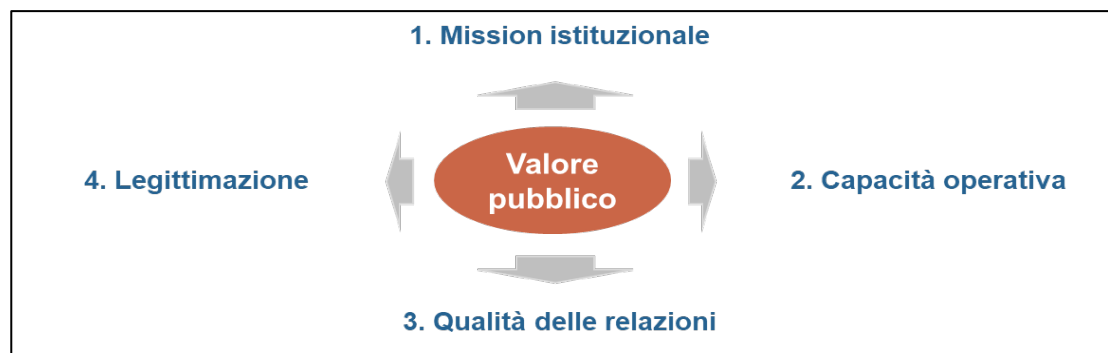 1. Mission istituzionale
Valore
pubblico
4. Legittimazione
2. Capacità operativa
3. Qualità delle relazioni